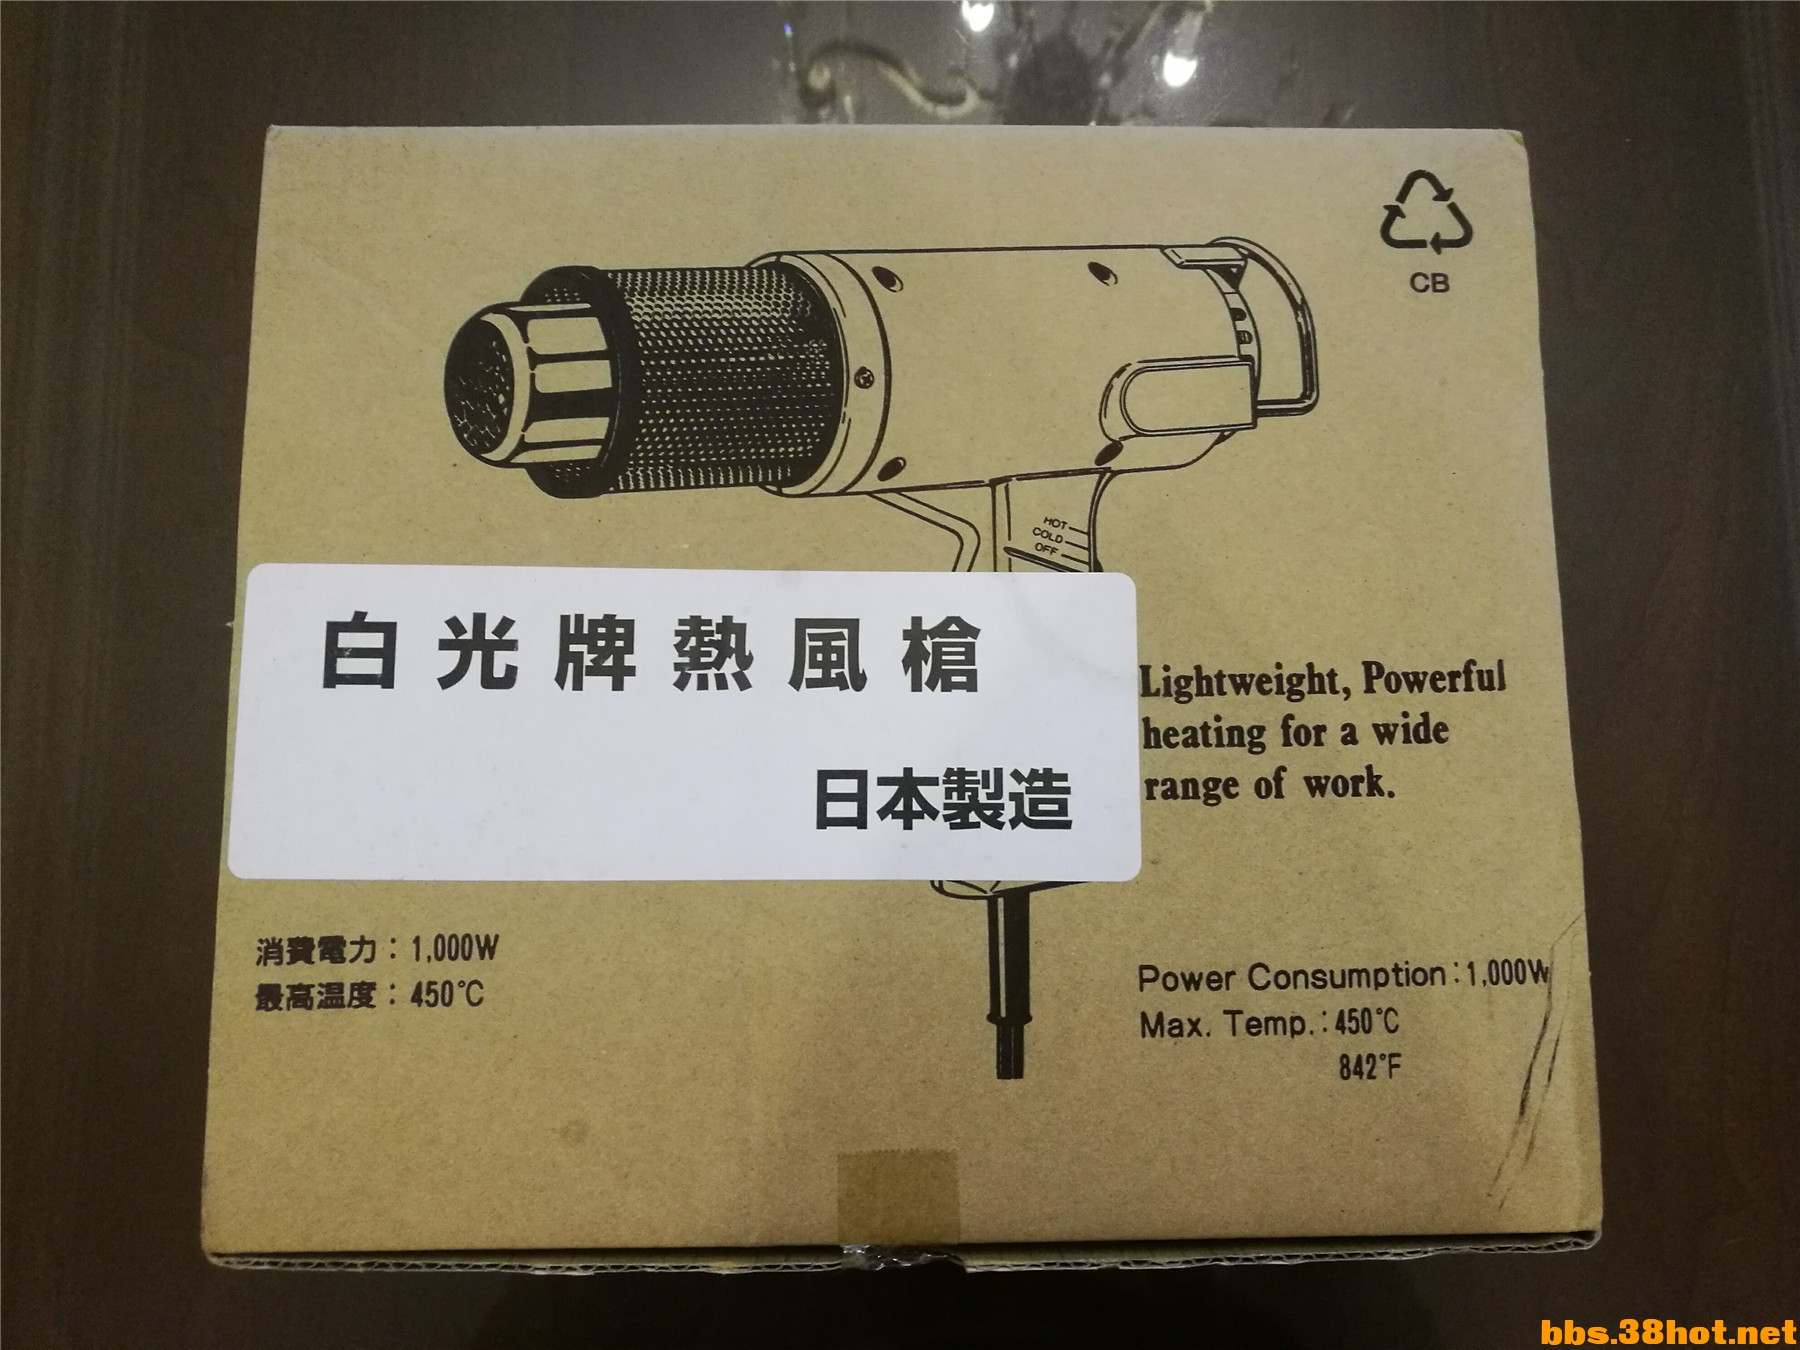 CB
HOT
COLD
OFF
白光牌熱風槍
日本製造
Lightweight, Powerful
heating for a wide
range of work.
消費電力：1,000W
最高温度：450℃
Power Consumption：1,000W
Max. Temp.：450℃
842°F
bbs.38hot.net